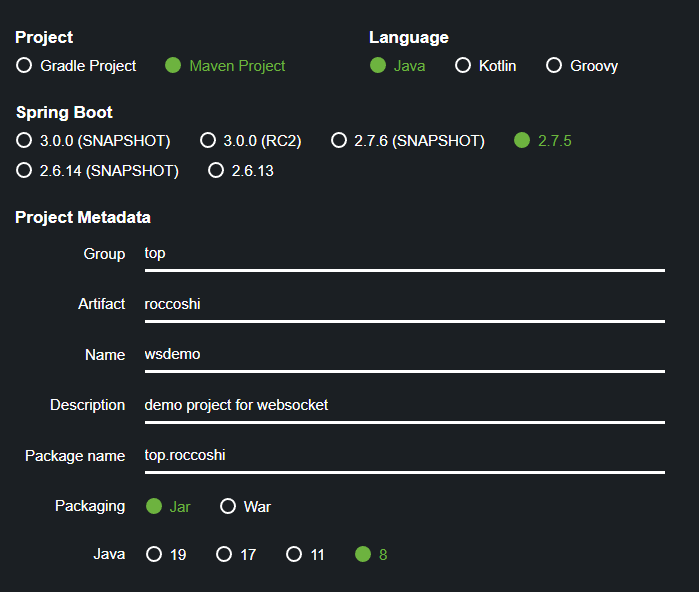 Project
Language
Gradle Project Maven Project
Java Kotlin Groovy
Spring Boot
3.0.0 (SNAPSHOT) 3.0.0 (RC2) 2.7.6 (SNAPSHOT) 2.7.5
2.6.14 (SNAPSHOT) 2.6.13
Project Metadata
Group top
Artifact roccoshi
Name wsdemo
Description demo project for websocket
Package name top.roccoshi
Packaging Jar War
Java 19 17 11 8